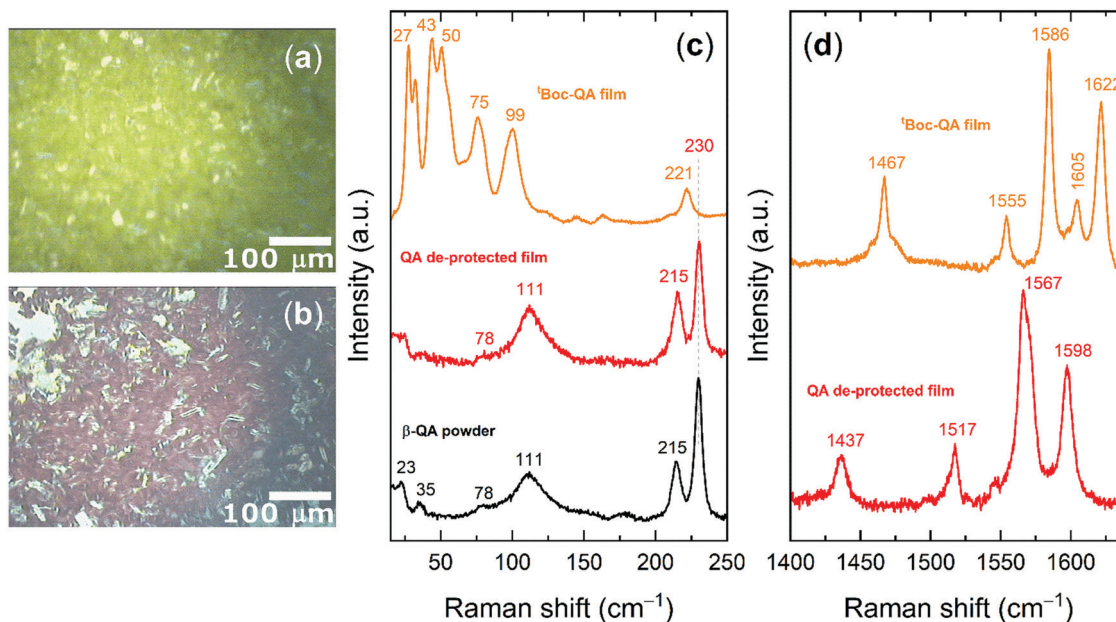 (a)
100 μm
(b)
100 μm
(c)
27
43
50
75
99
ᵗBoc-QA film
221
230
QA de-protected film
78
111
215
β-QA powder
23
35
78
111
215
Intensity (a.u.)
50 100 150 200 250
Raman shift (cm⁻¹)
(d)
1586
1622
ᵗBoc-QA film
1467
1555
1605
1567
1598
QA de-protected film
1437
1517
Intensity (a.u.)
1400 1450 1500 1550 1600
Raman shift (cm⁻¹)